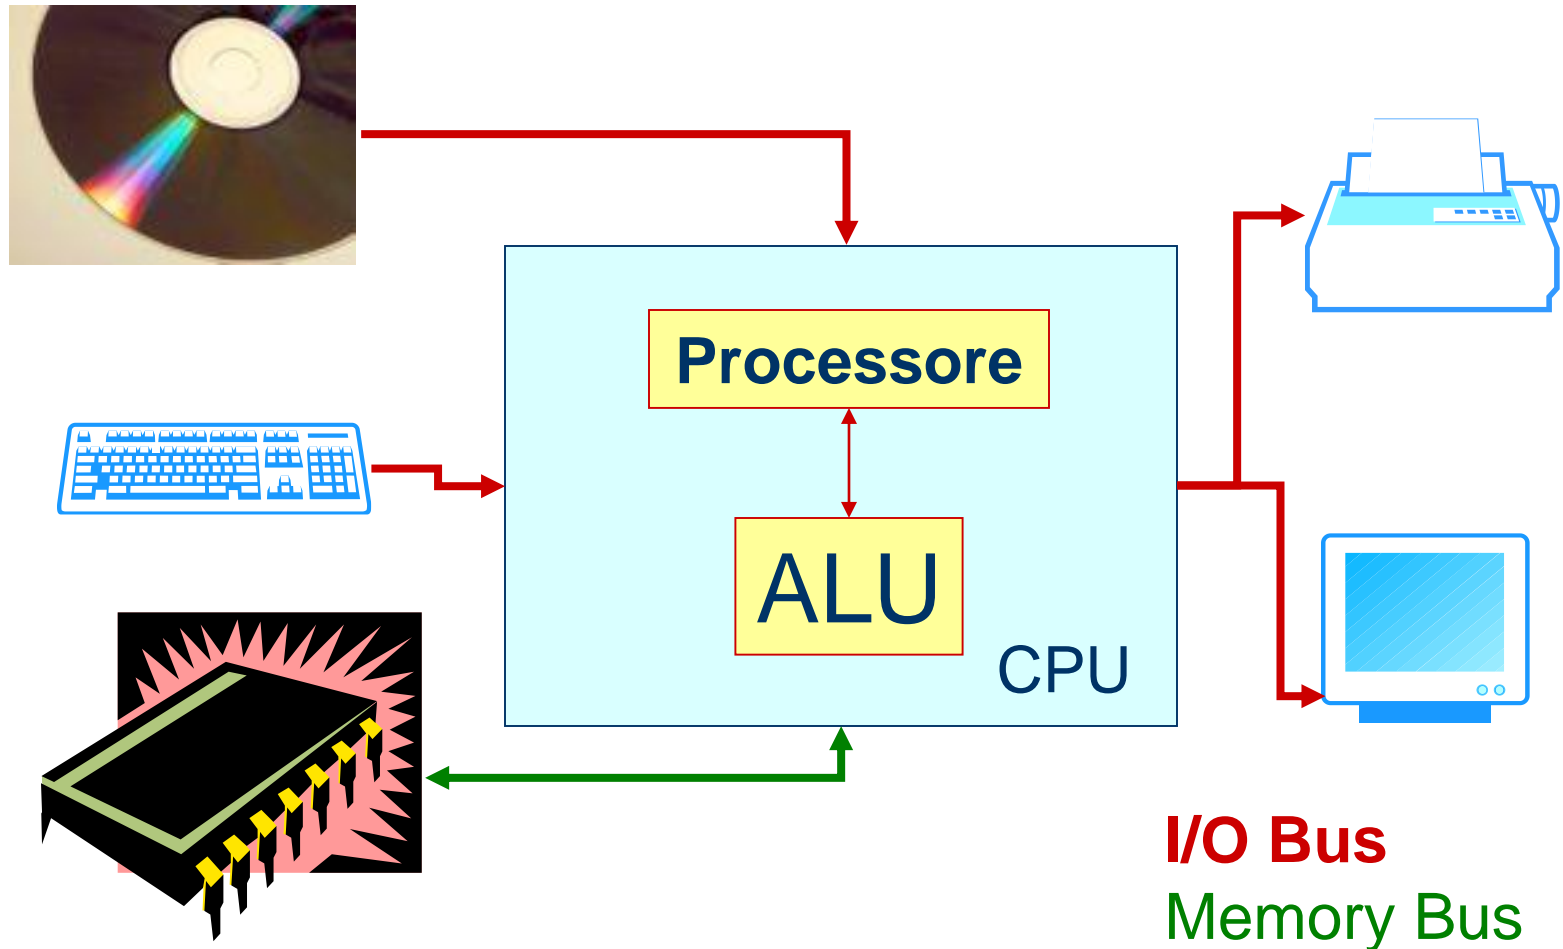 Processore
ALU
CPU
I/O Bus
Memory Bus